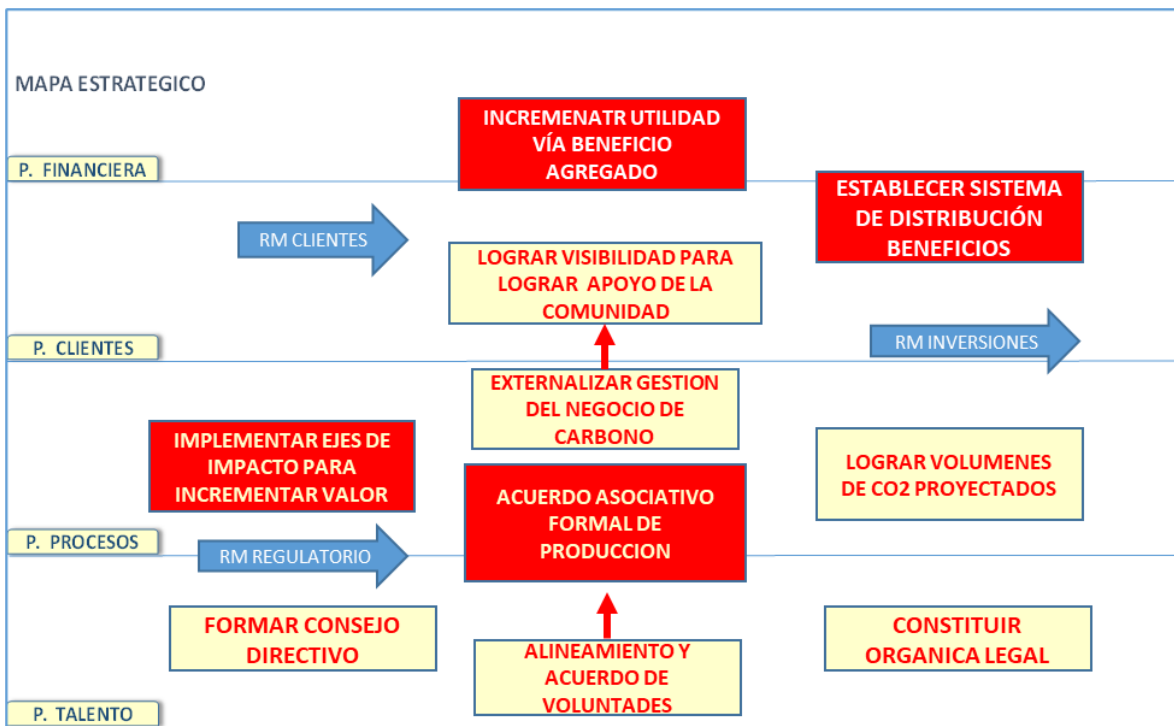 MAPA ESTRATEGICO
INCREMENATR UTILIDAD
VÍA BENEFICIO
AGREGADO
P. FINANCIERA
ESTABLECER SISTEMA
DE DISTRIBUCIÓN
BENEFICIOS
RM CLIENTES
LOGRAR VISIBILIDAD PARA
LOGRAR APOYO DE LA
COMUNIDAD
P. CLIENTES
RM INVERSIONES
EXTERNALIZAR GESTION
DEL NEGOCIO DE
CARBONO
IMPLEMENTAR EJES DE
IMPACTO PARA
INCREMENTAR VALOR
LOGRAR VOLUMENES
DE CO2 PROYECTADOS
ACUERDO ASOCIATIVO
FORMAL DE
PRODUCCION
P. PROCESOS
RM REGULATORIO
FORMAR CONSEJO
DIRECTIVO
ALINEAMIENTO Y
ACUERDO DE
VOLUNTADES
CONSTITUIR
ORGANICA LEGAL
P. TALENTO